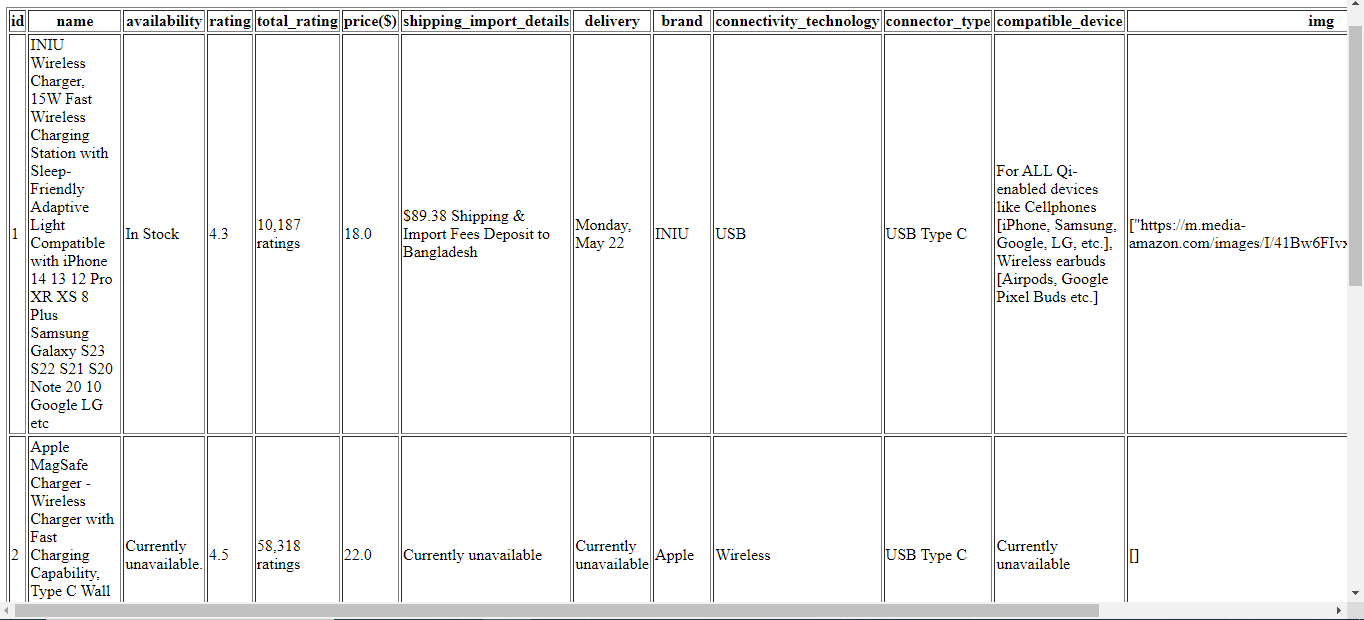 id name availability rating total_rating price($) shipping_import_details delivery brand connectivity_technology connector_type compatible_device img
1
INIU
Wireless
Charger,
15W Fast
Wireless
Charging
Station with
Sleep-
Friendly
Adaptive
Light
Compatible
with iPhone
14 13 12 Pro
XR XS 8
Plus
Samsung
Galaxy S23
S22 S21 S20
Note 20 10
Google LG
etc
In Stock
4.3
10,187
ratings
18.0
$89.38 Shipping &
Import Fees Deposit to
Bangladesh
Monday,
May 22
INIU
USB
USB Type C
For ALL Qi-
enabled devices
like Cellphones
[iPhone, Samsung,
Google, LG, etc.],
Wireless earbuds
[Airpods, Google
Pixel Buds etc.]
["https://m.media-
amazon.com/images/I/41Bw6FIvx
2
Apple
MagSafe
Charger -
Wireless
Charger with
Fast
Charging
Capability,
Type C Wall
Currently
unavailable.
4.5
58,318
ratings
22.0
Currently unavailable
Currently
unavailable
Apple
Wireless
USB Type C
Currently
unavailable
[]